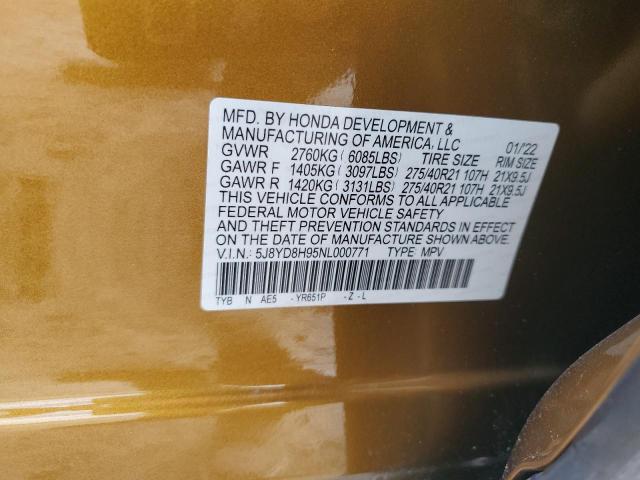 MFD. BY HONDA DEVELOPMENT &
MANUFACTURING OF AMERICA, LLC 01/22
GVWR 2760KG ( 6085LBS) TIRE SIZE RIM SIZE
GAWR F 1405KG ( 3097LBS) 275/40R21 107H 21X9.5J
GAWR R 1420KG ( 3131LBS) 275/40R21 107H 21X9.5J
THIS VEHICLE CONFORMS TO ALL APPLICABLE
FEDERAL MOTOR VEHICLE SAFETY
AND THEFT PREVENTION STANDARDS IN EFFECT
ON THE DATE OF MANUFACTURE SHOWN ABOVE.
V.I.N.: 5J8YD8H95NL000771 TYPE: MPV
TYB N AE5 - YR651P - Z - L